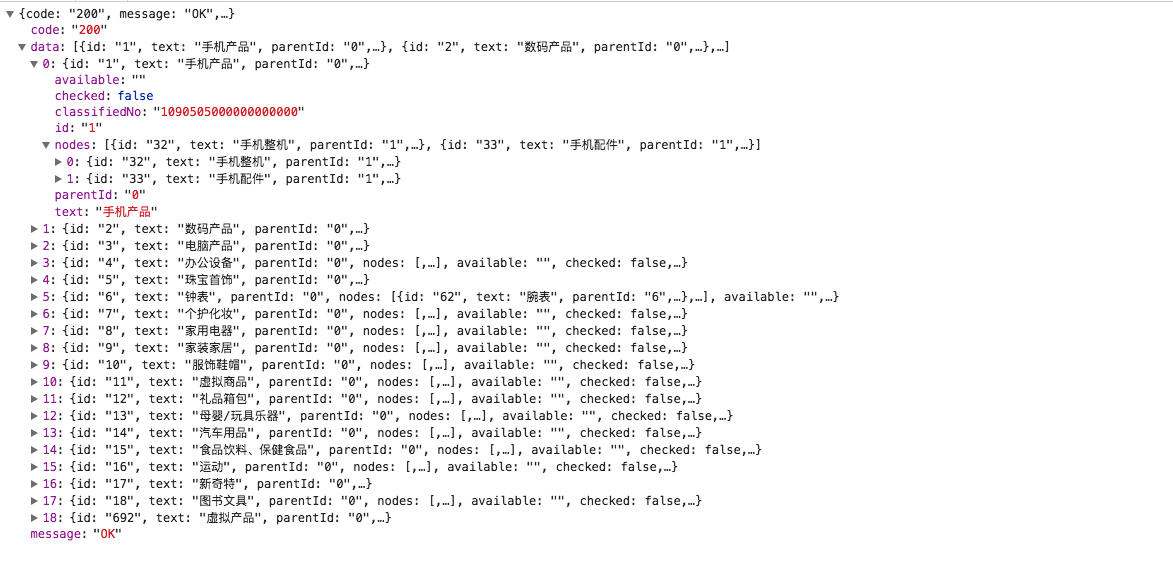 {code: "200", message: "OK",…}
code: "200"
data: [{id: "1", text: "手机产品", parentId: "0",…}, {id: "2", text: "数码产品", parentId: "0",…},…]
0: {id: "1", text: "手机产品", parentId: "0",…}
available: ""
checked: false
classifiedNo: "1090505000000000000"
id: "1"
nodes: [{id: "32", text: "手机整机", parentId: "1",…}, {id: "33", text: "手机配件", parentId: "1",…}]
0: {id: "32", text: "手机整机", parentId: "1",…}
1: {id: "33", text: "手机配件", parentId: "1",…}
parentId: "0"
text: "手机产品"
1: {id: "2", text: "数码产品", parentId: "0",…}
2: {id: "3", text: "电脑产品", parentId: "0",…}
3: {id: "4", text: "办公设备", parentId: "0", nodes: [,…], available: "", checked: false,…}
4: {id: "5", text: "珠宝首饰", parentId: "0",…}
5: {id: "6", text: "钟表", parentId: "0", nodes: [{id: "62", text: "腕表", parentId: "6",…},…], available: "",…}
6: {id: "7", text: "个护化妆", parentId: "0", nodes: [,…], available: "", checked: false,…}
7: {id: "8", text: "家用电器", parentId: "0", nodes: [,…], available: "", checked: false,…}
8: {id: "9", text: "家装家居", parentId: "0", nodes: [,…], available: "", checked: false,…}
9: {id: "10", text: "服饰鞋帽", parentId: "0", nodes: [,…], available: "", checked: false,…}
10: {id: "11", text: "虚拟商品", parentId: "0", nodes: [,…], available: "", checked: false,…}
11: {id: "12", text: "礼品箱包", parentId: "0", nodes: [,…], available: "", checked: false,…}
12: {id: "13", text: "母婴/玩具乐器", parentId: "0", nodes: [,…], available: "", checked: false,…}
13: {id: "14", text: "汽车用品", parentId: "0", nodes: [,…], available: "", checked: false,…}
14: {id: "15", text: "食品饮料、保健食品", parentId: "0", nodes: [,…], available: "", checked: false,…}
15: {id: "16", text: "运动", parentId: "0", nodes: [,…], available: "", checked: false,…}
16: {id: "17", text: "新奇特", parentId: "0",…}
17: {id: "18", text: "图书文具", parentId: "0", nodes: [,…], available: "", checked: false,…}
18: {id: "692", text: "虚拟产品", parentId: "0",…}
message: "OK"